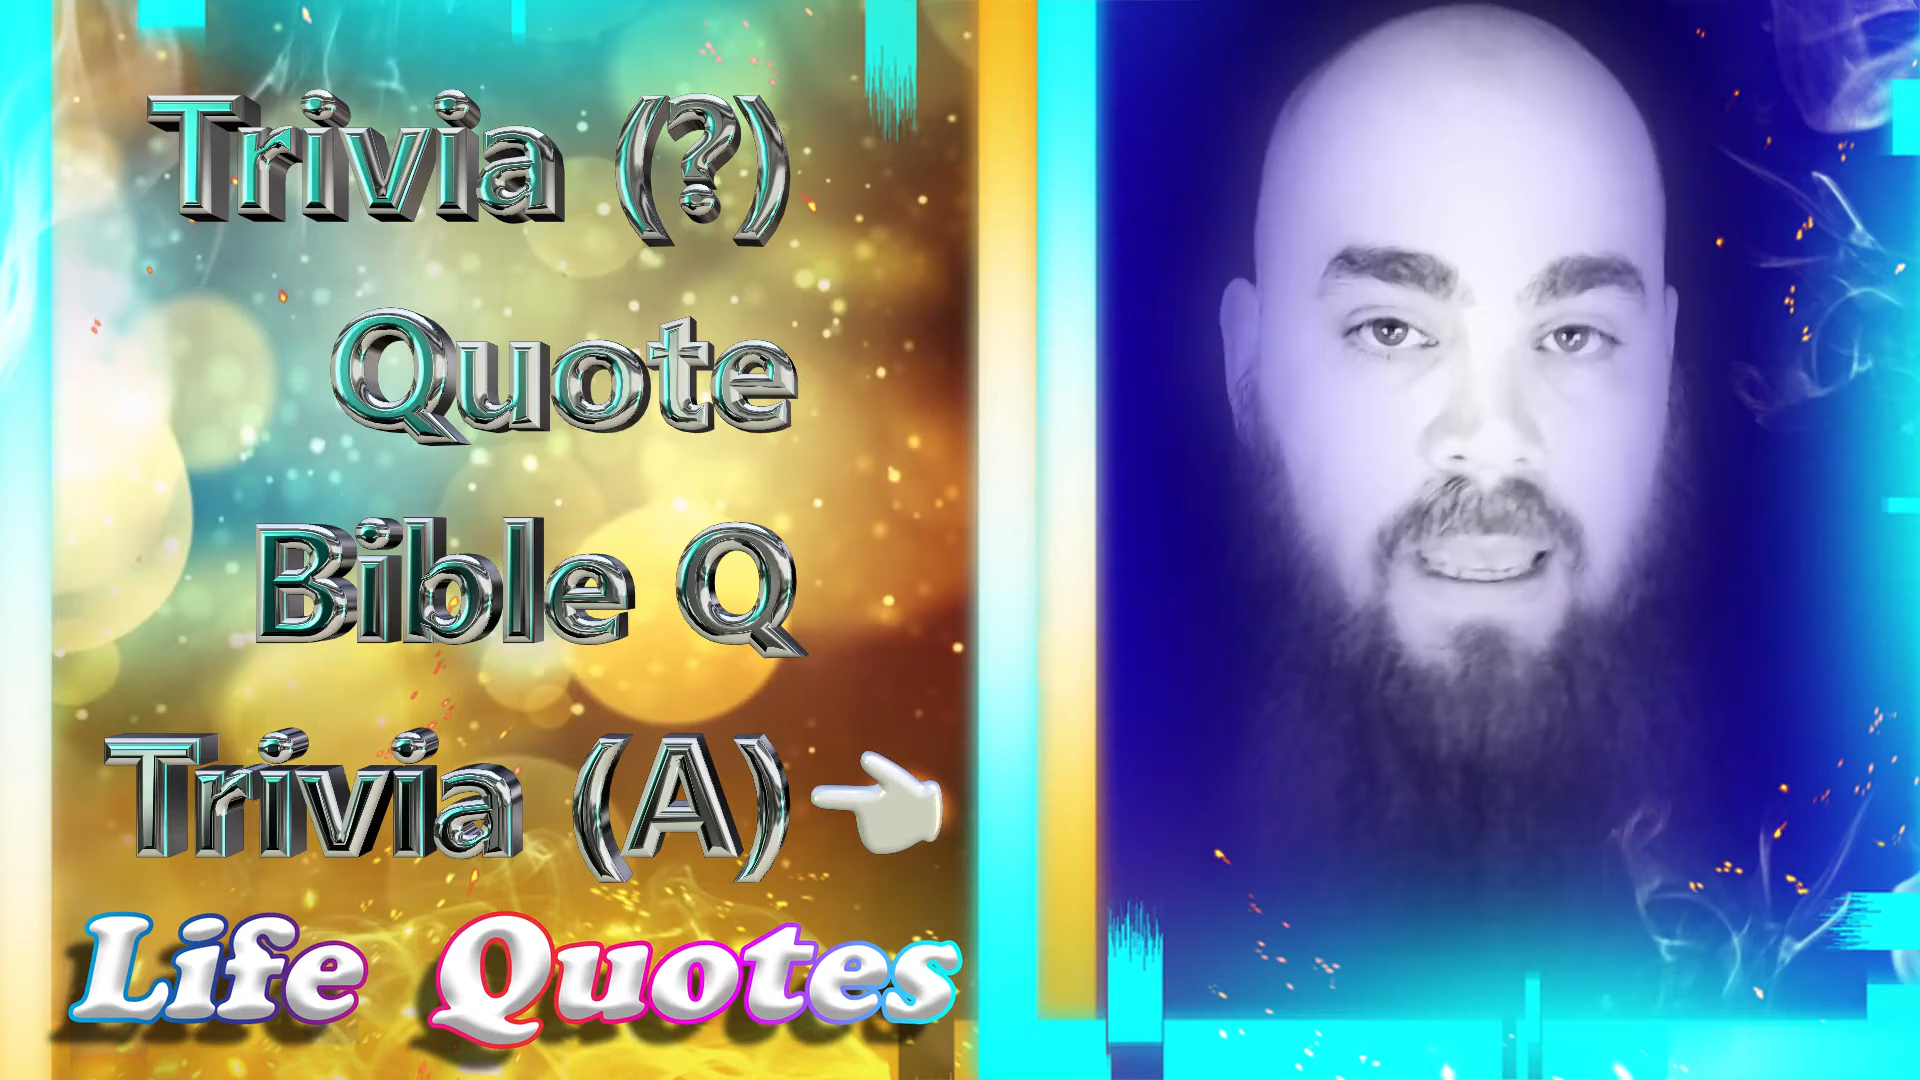 Trivia (?)
Quote
Bible Q
Trivia (A)
Life Quotes